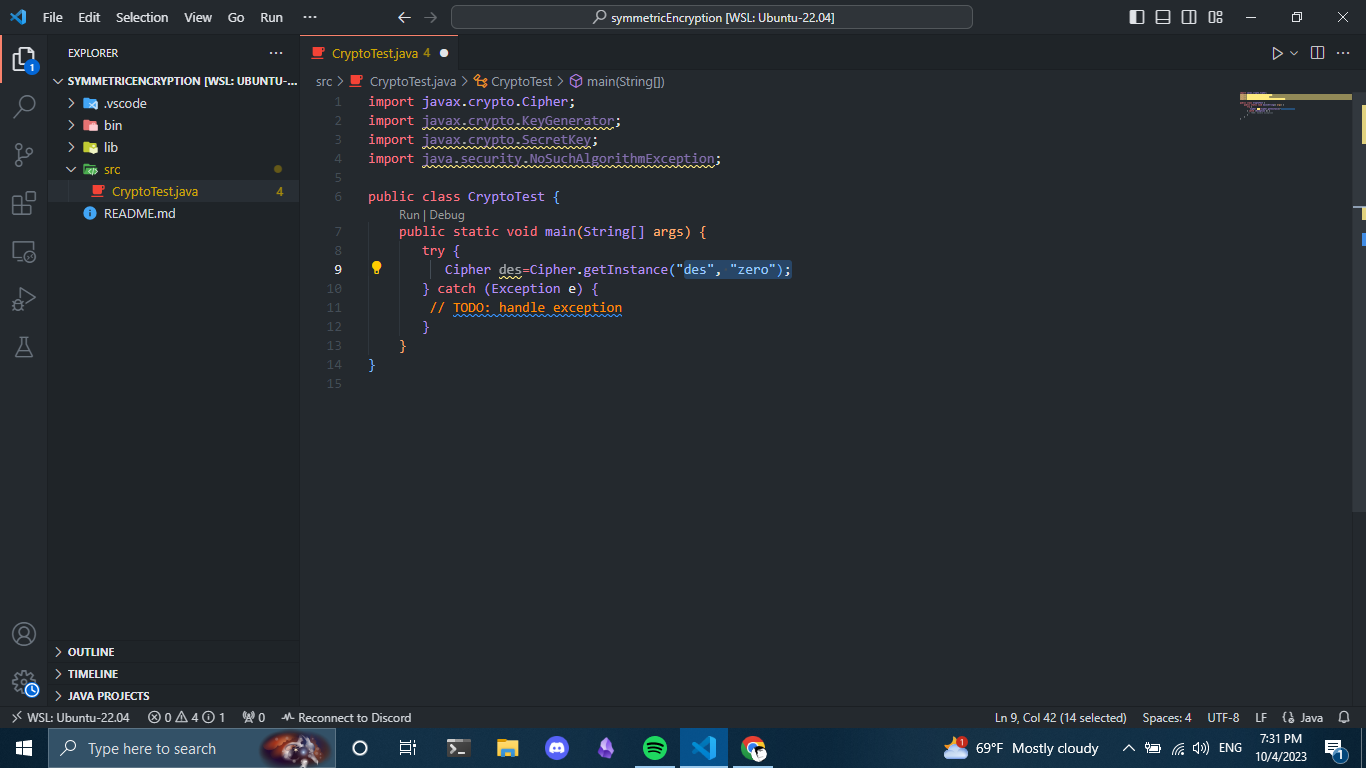 File Edit Selection View Go Run ··· symmetricEncryption [WSL: Ubuntu-22.04]
EXPLORER ···
SYMMETRICENCRYPTION [WSL: UBUNTU-...
.vscode
bin
lib
src
CryptoTest.java 4
README.md
OUTLINE
TIMELINE
JAVA PROJECTS
1
CryptoTest.java 4
src > CryptoTest.java > CryptoTest > main(String[])
1 import javax.crypto.Cipher;
2 import javax.crypto.KeyGenerator;
3 import javax.crypto.SecretKey;
4 import java.security.NoSuchAlgorithmException;
5
6 public class CryptoTest {
Run | Debug
7 public static void main(String[] args) {
8 try {
9 Cipher des=Cipher.getInstance("des", "zero");
10 } catch (Exception e) {
11 // TODO: handle exception
12 }
13 }
14 }
15
WSL: Ubuntu-22.04 0 4 1 0 Reconnect to Discord Ln 9, Col 42 (14 selected) Spaces: 4 UTF-8 LF {} Java
Type here to search 1 69°F Mostly cloudy ENG 7:31 PM
10/4/2023 1